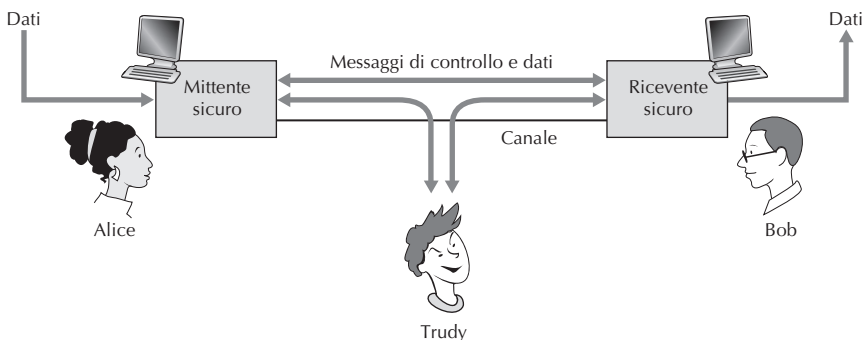 Dati
Dati
Messaggi di controllo e dati
Mittente
sicuro
Ricevente
sicuro
Canale
Alice
Bob
Trudy